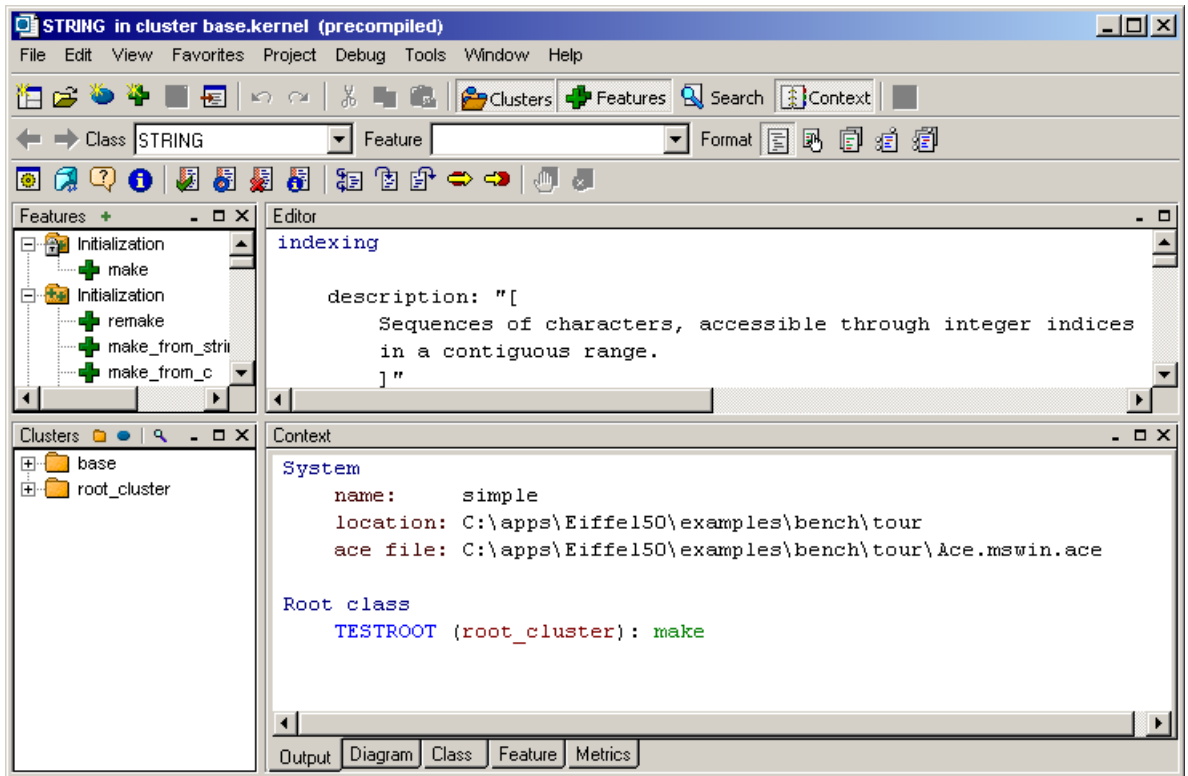 STRING in cluster base.kernel (precompiled)
File Edit View Favorites Project Debug Tools Window Help
Clusters Features Search Context
Class STRING Feature Format
Features
Initialization
make
Initialization
remake
make_from_stri
make_from_c
Editor
indexing
description: "[
Sequences of characters, accessible through integer indices
in a contiguous range.
]"
Clusters
base
root_cluster
Context
System
name: simple
location: C:\apps\Eiffel50\examples\bench\tour
ace file: C:\apps\Eiffel50\examples\bench\tour\Ace.mswin.ace
Root class
TESTROOT (root_cluster): make
Output Diagram Class Feature Metrics